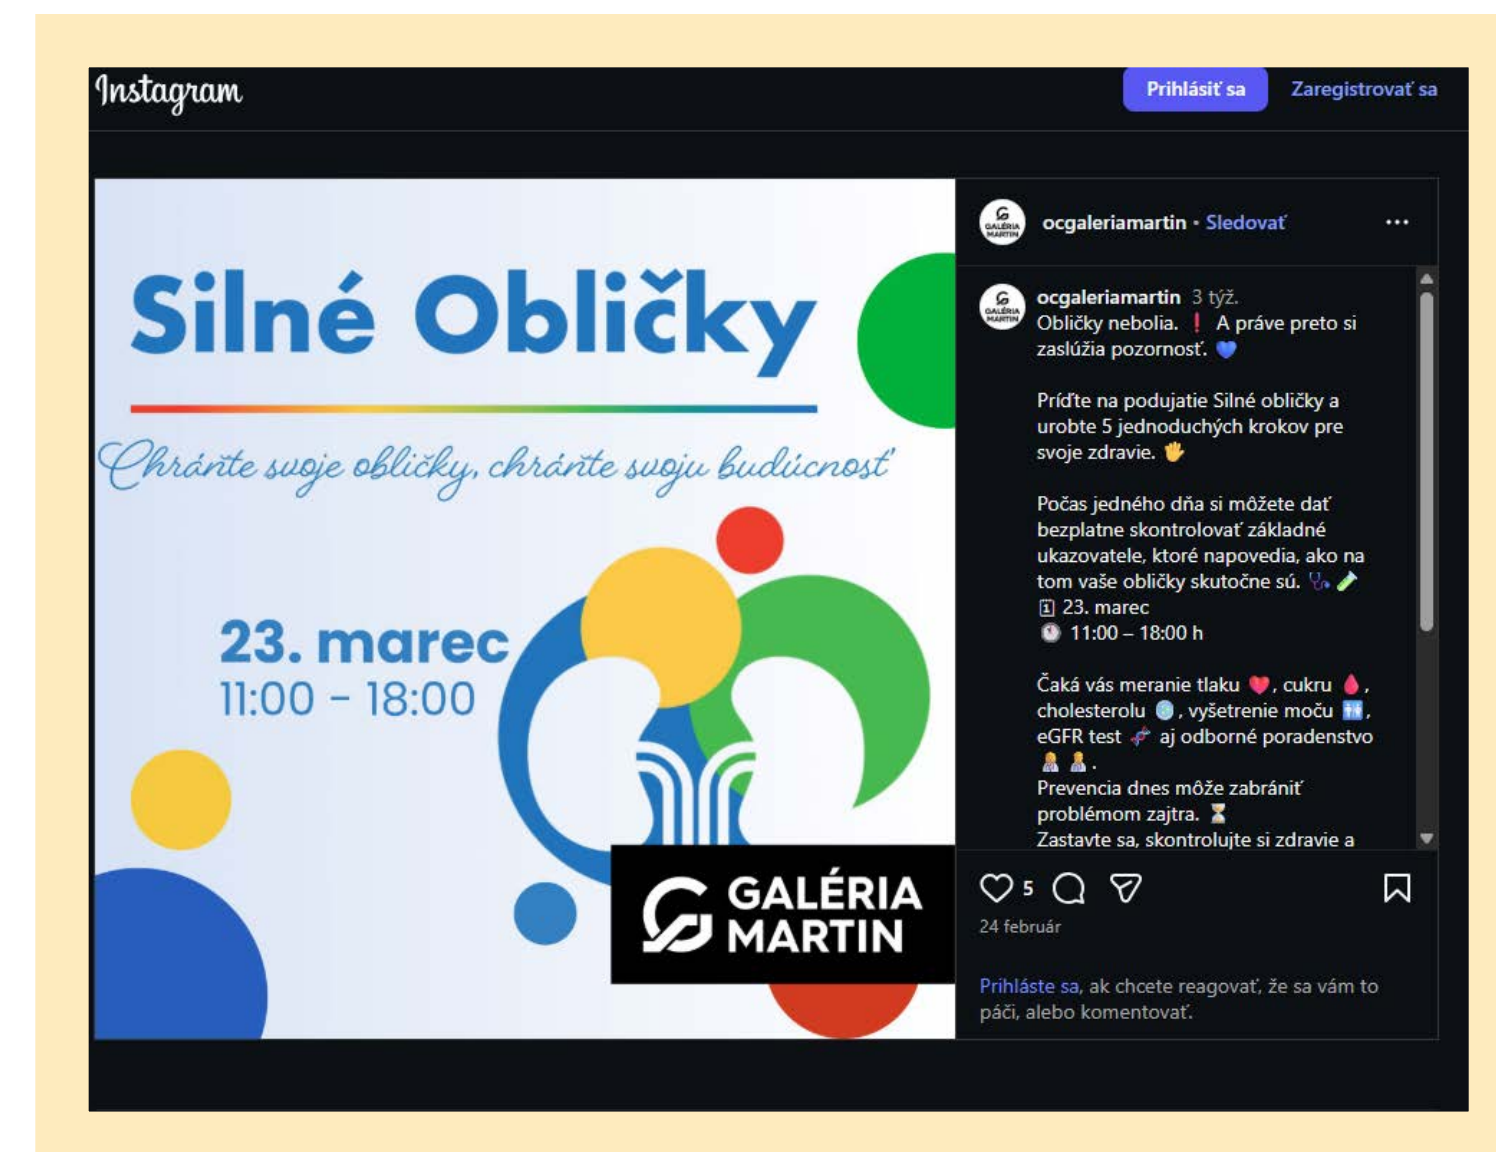 Instagram
Prihlásiť sa
Zaregistrovať sa
Silné Obličky
Chráňte svoje obličky, chráňte svoju budúcnosť
23. marec
11:00 – 18:00
GALÉRIA
MARTIN
GALÉRIA
MARTIN
ocgaleriamartin • Sledovať
GALÉRIA
MARTIN
ocgaleriamartin 3 týž.
Obličky nebolia. ❗ A práve preto si
zaslúžia pozornosť. 💙
Príďte na podujatie Silné obličky a
urobte 5 jednoduchých krokov pre
svoje zdravie. 🖐️
Počas jedného dňa si môžete dať
bezplatne skontrolovať základné
ukazovatele, ktoré napovedia, ako na
tom vaše obličky skutočne sú. 🩺 🧪
🗓 23. marec
🕚 11:00 – 18:00 h
Čaká vás meranie tlaku ❤️, cukru 🩸,
cholesterolu 🧫, vyšetrenie moču 🚻,
eGFR test 🧬 aj odborné poradenstvo
👩‍⚕️ 👨‍⚕️.
Prevencia dnes môže zabrániť
problémom zajtra. ⏳
Zastavte sa, skontrolujte si zdravie a
5
24 február
Prihláste sa, ak chcete reagovať, že sa vám to
páči, alebo komentovať.